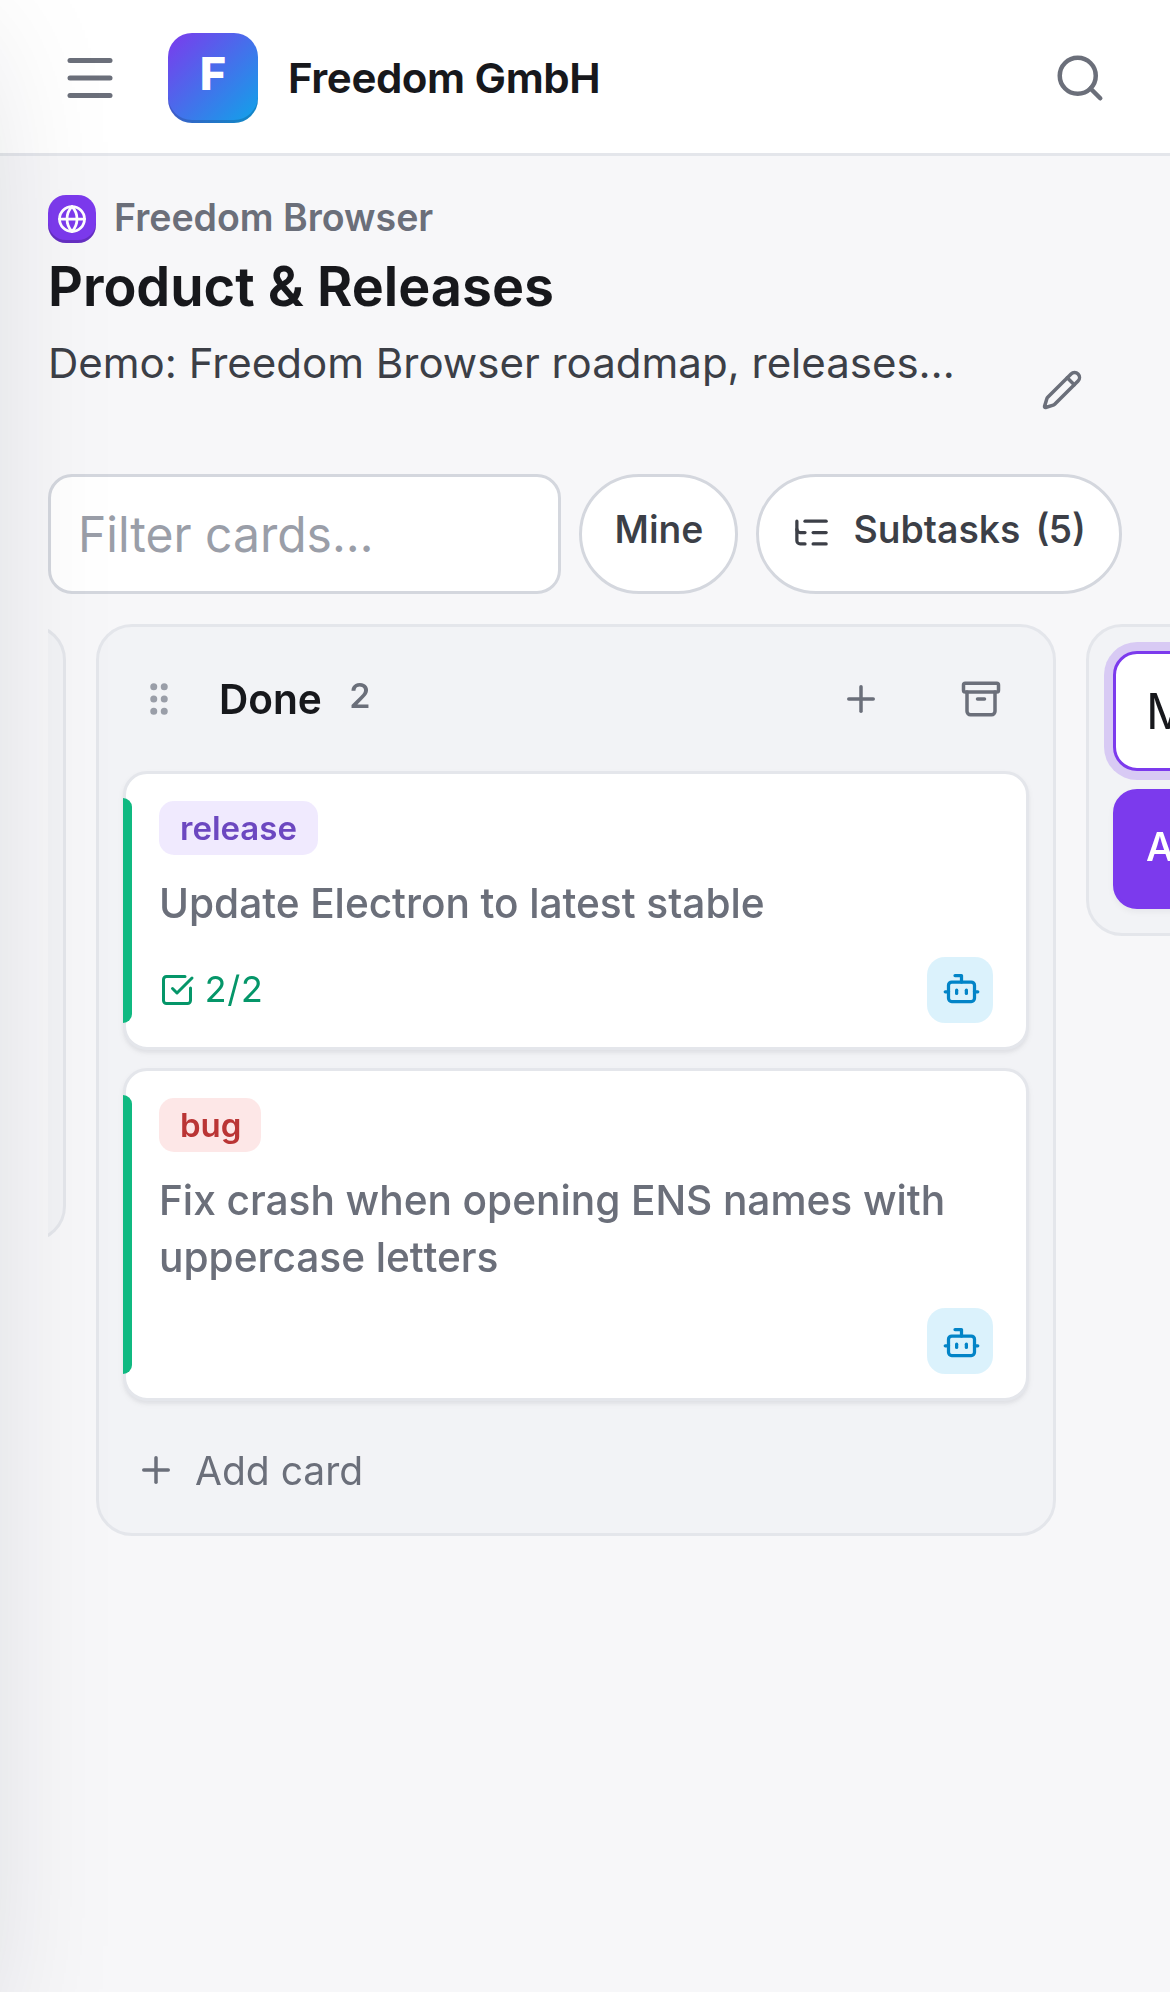 F Freedom GmbH
Freedom Browser
Product & Releases
Demo: Freedom Browser roadmap, releases...
Filter cards...
Mine
Subtasks (5)
Done 2
release
Update Electron to latest stable
2/2
bug
Fix crash when opening ENS names with
uppercase letters
Add card